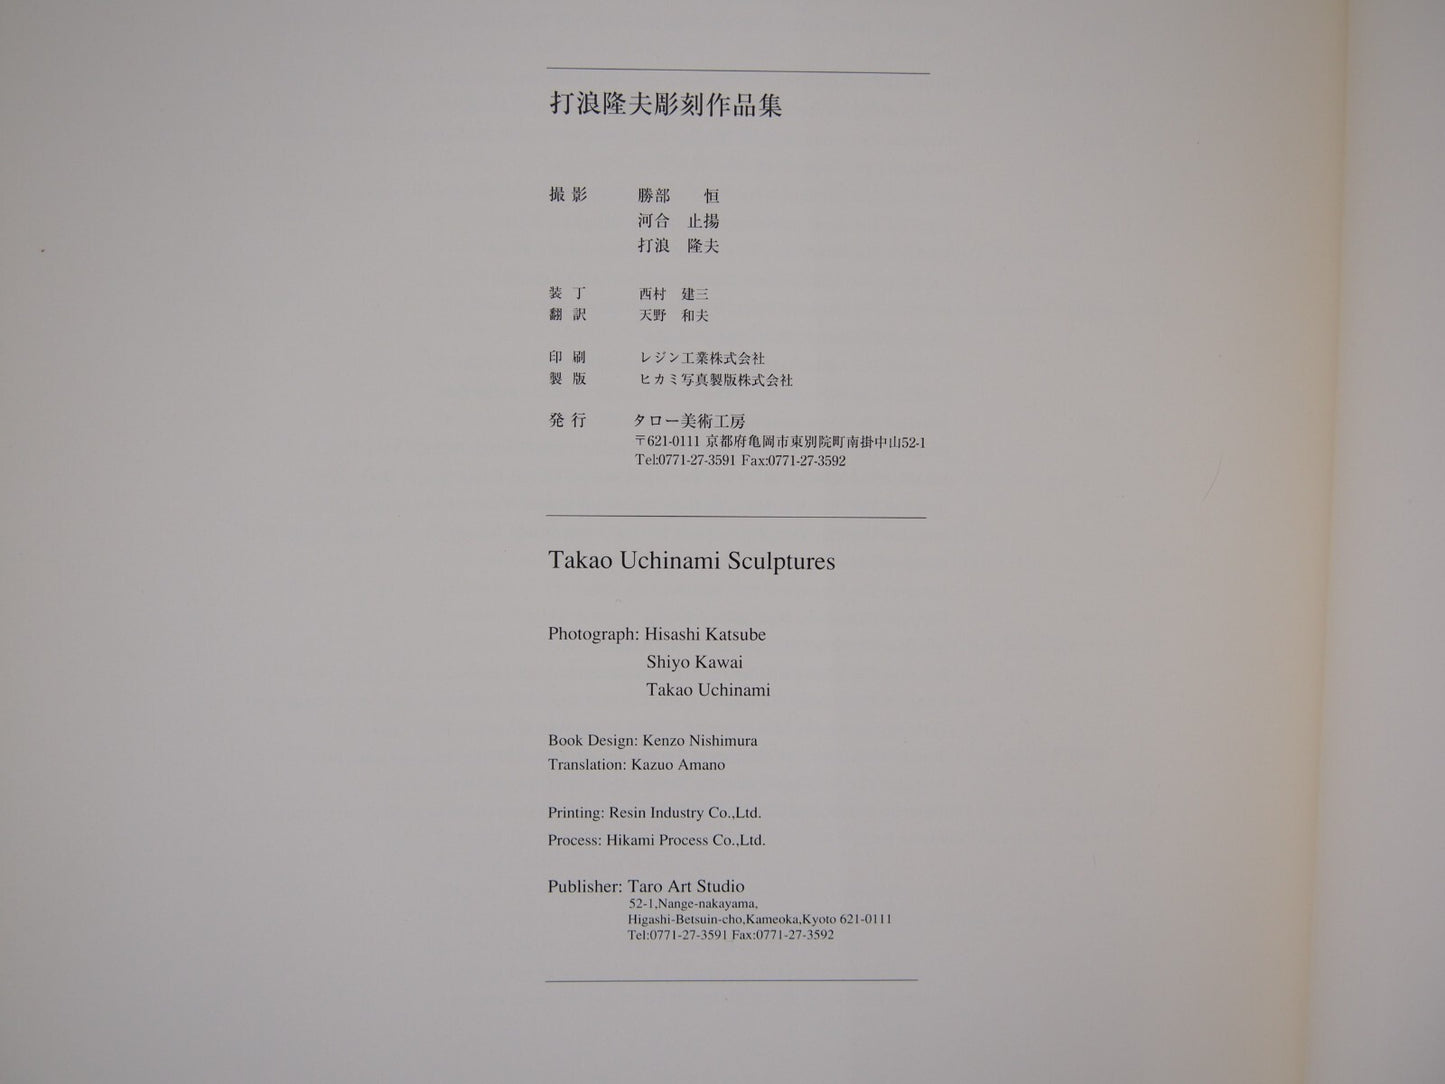 打浪隆夫彫刻作品集
撮影 勝部 恒
河合 止揚
打浪 隆夫
装丁 西村 建三
翻訳 天野 和夫
印刷 レジン工業株式会社
製版 ヒカミ写真製版株式会社
発行 タロー美術工房
〒621-0111 京都府亀岡市東別院町南掛中山52-1
Tel:0771-27-3591 Fax:0771-27-3592
Takao Uchinami Sculptures
Photograph: Hisashi Katsube
Shiyo Kawai
Takao Uchinami
Book Design: Kenzo Nishimura
Translation: Kazuo Amano
Printing: Resin Industry Co.,Ltd.
Process: Hikami Process Co.,Ltd.
Publisher: Taro Art Studio
52-1,Nange-nakayama,
Higashi-Betsuin-cho,Kameoka,Kyoto 621-0111
Tel:0771-27-3591 Fax:0771-27-3592